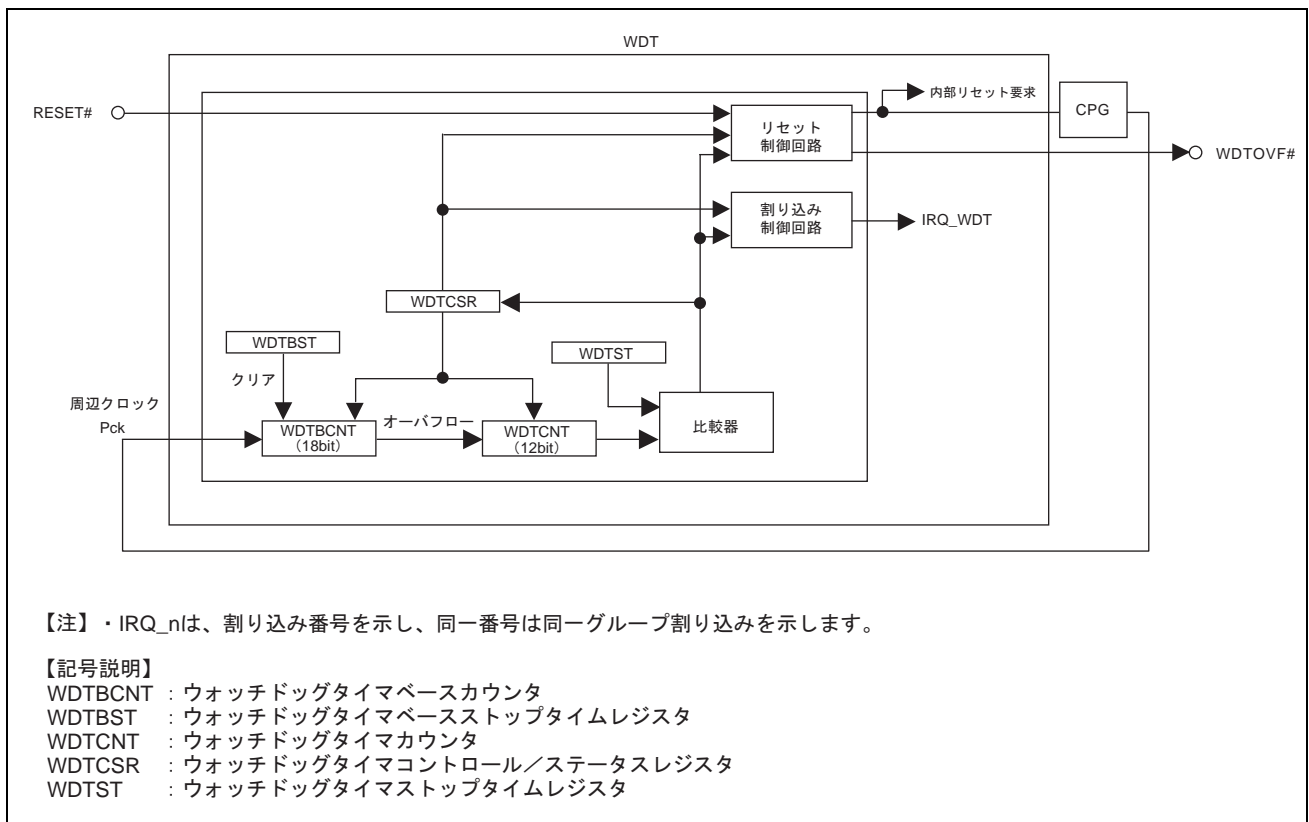 WDT
RESET#
リセット
制御回路
内部リセット要求
CPG
WDTOVF#
割り込み
制御回路
IRQ_WDT
WDTCSR
WDTBST
クリア
WDTST
周辺クロック
Pck
WDTBCNT
（18bit）
オーバフロー
WDTCNT
（12bit）
比較器
【注】・IRQ_nは、割り込み番号を示し、同一番号は同一グループ割り込みを示します。
【記号説明】
WDTBCNT : ウォッチドッグタイマベースカウンタ
WDTBST : ウォッチドッグタイマベースストップタイムレジスタ
WDTCNT : ウォッチドッグタイマカウンタ
WDTCSR : ウォッチドッグタイマコントロール／ステータスレジスタ
WDTST : ウォッチドッグタイマストップタイムレジスタ